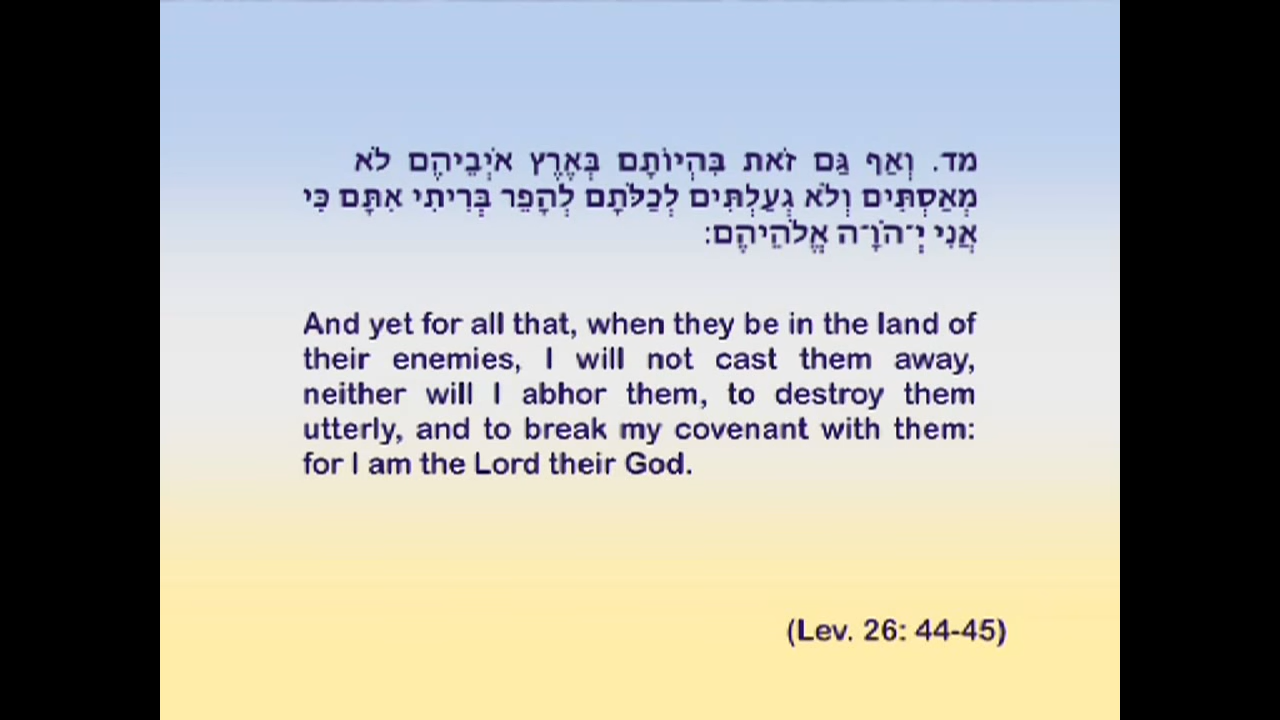 מד. וְאַף גַּם זֹאת בִּהְיוֹתָם בְּאֶרֶץ אֹיְבֵיהֶם לֹא
מְאַסְתִּים וְלֹא גְעַלְתִּים לְכַלֹּתָם לְהָפֵר בְּרִיתִי אִתָּם כִּי
אֲנִי יְ־הֹוָ־ה אֱלֹהֵיהֶם:
And yet for all that, when they be in the land of
their enemies, I will not cast them away,
neither will I abhor them, to destroy them
utterly, and to break my covenant with them:
for I am the Lord their God.
(Lev. 26: 44-45)